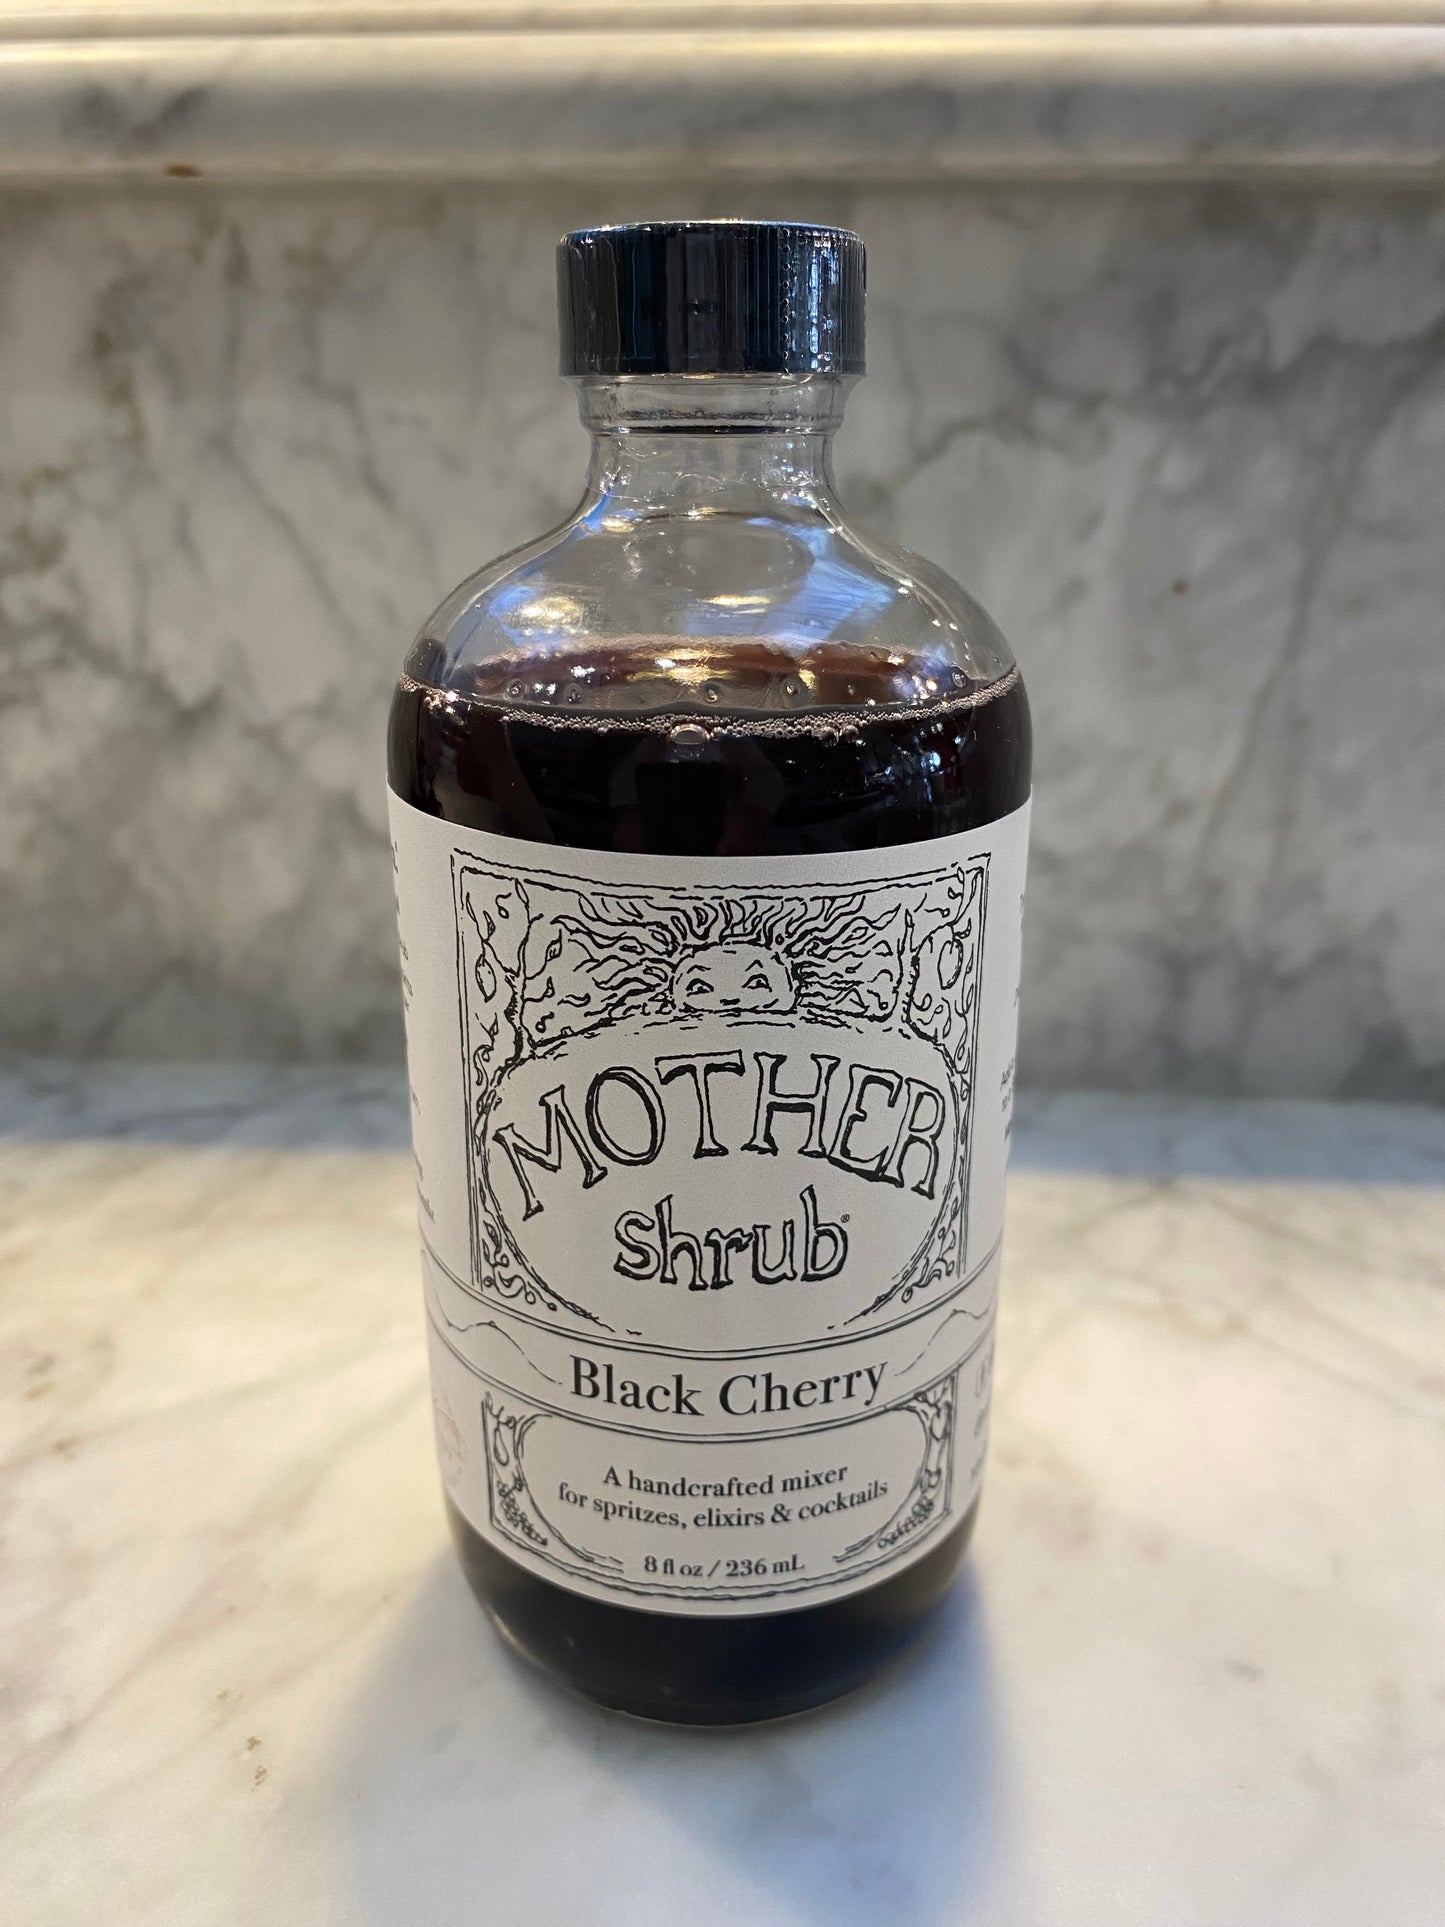 MOTHER
shrub®
Black Cherry
A handcrafted mixer
for spritzes, elixirs & cocktails
8 fl oz / 236 mL